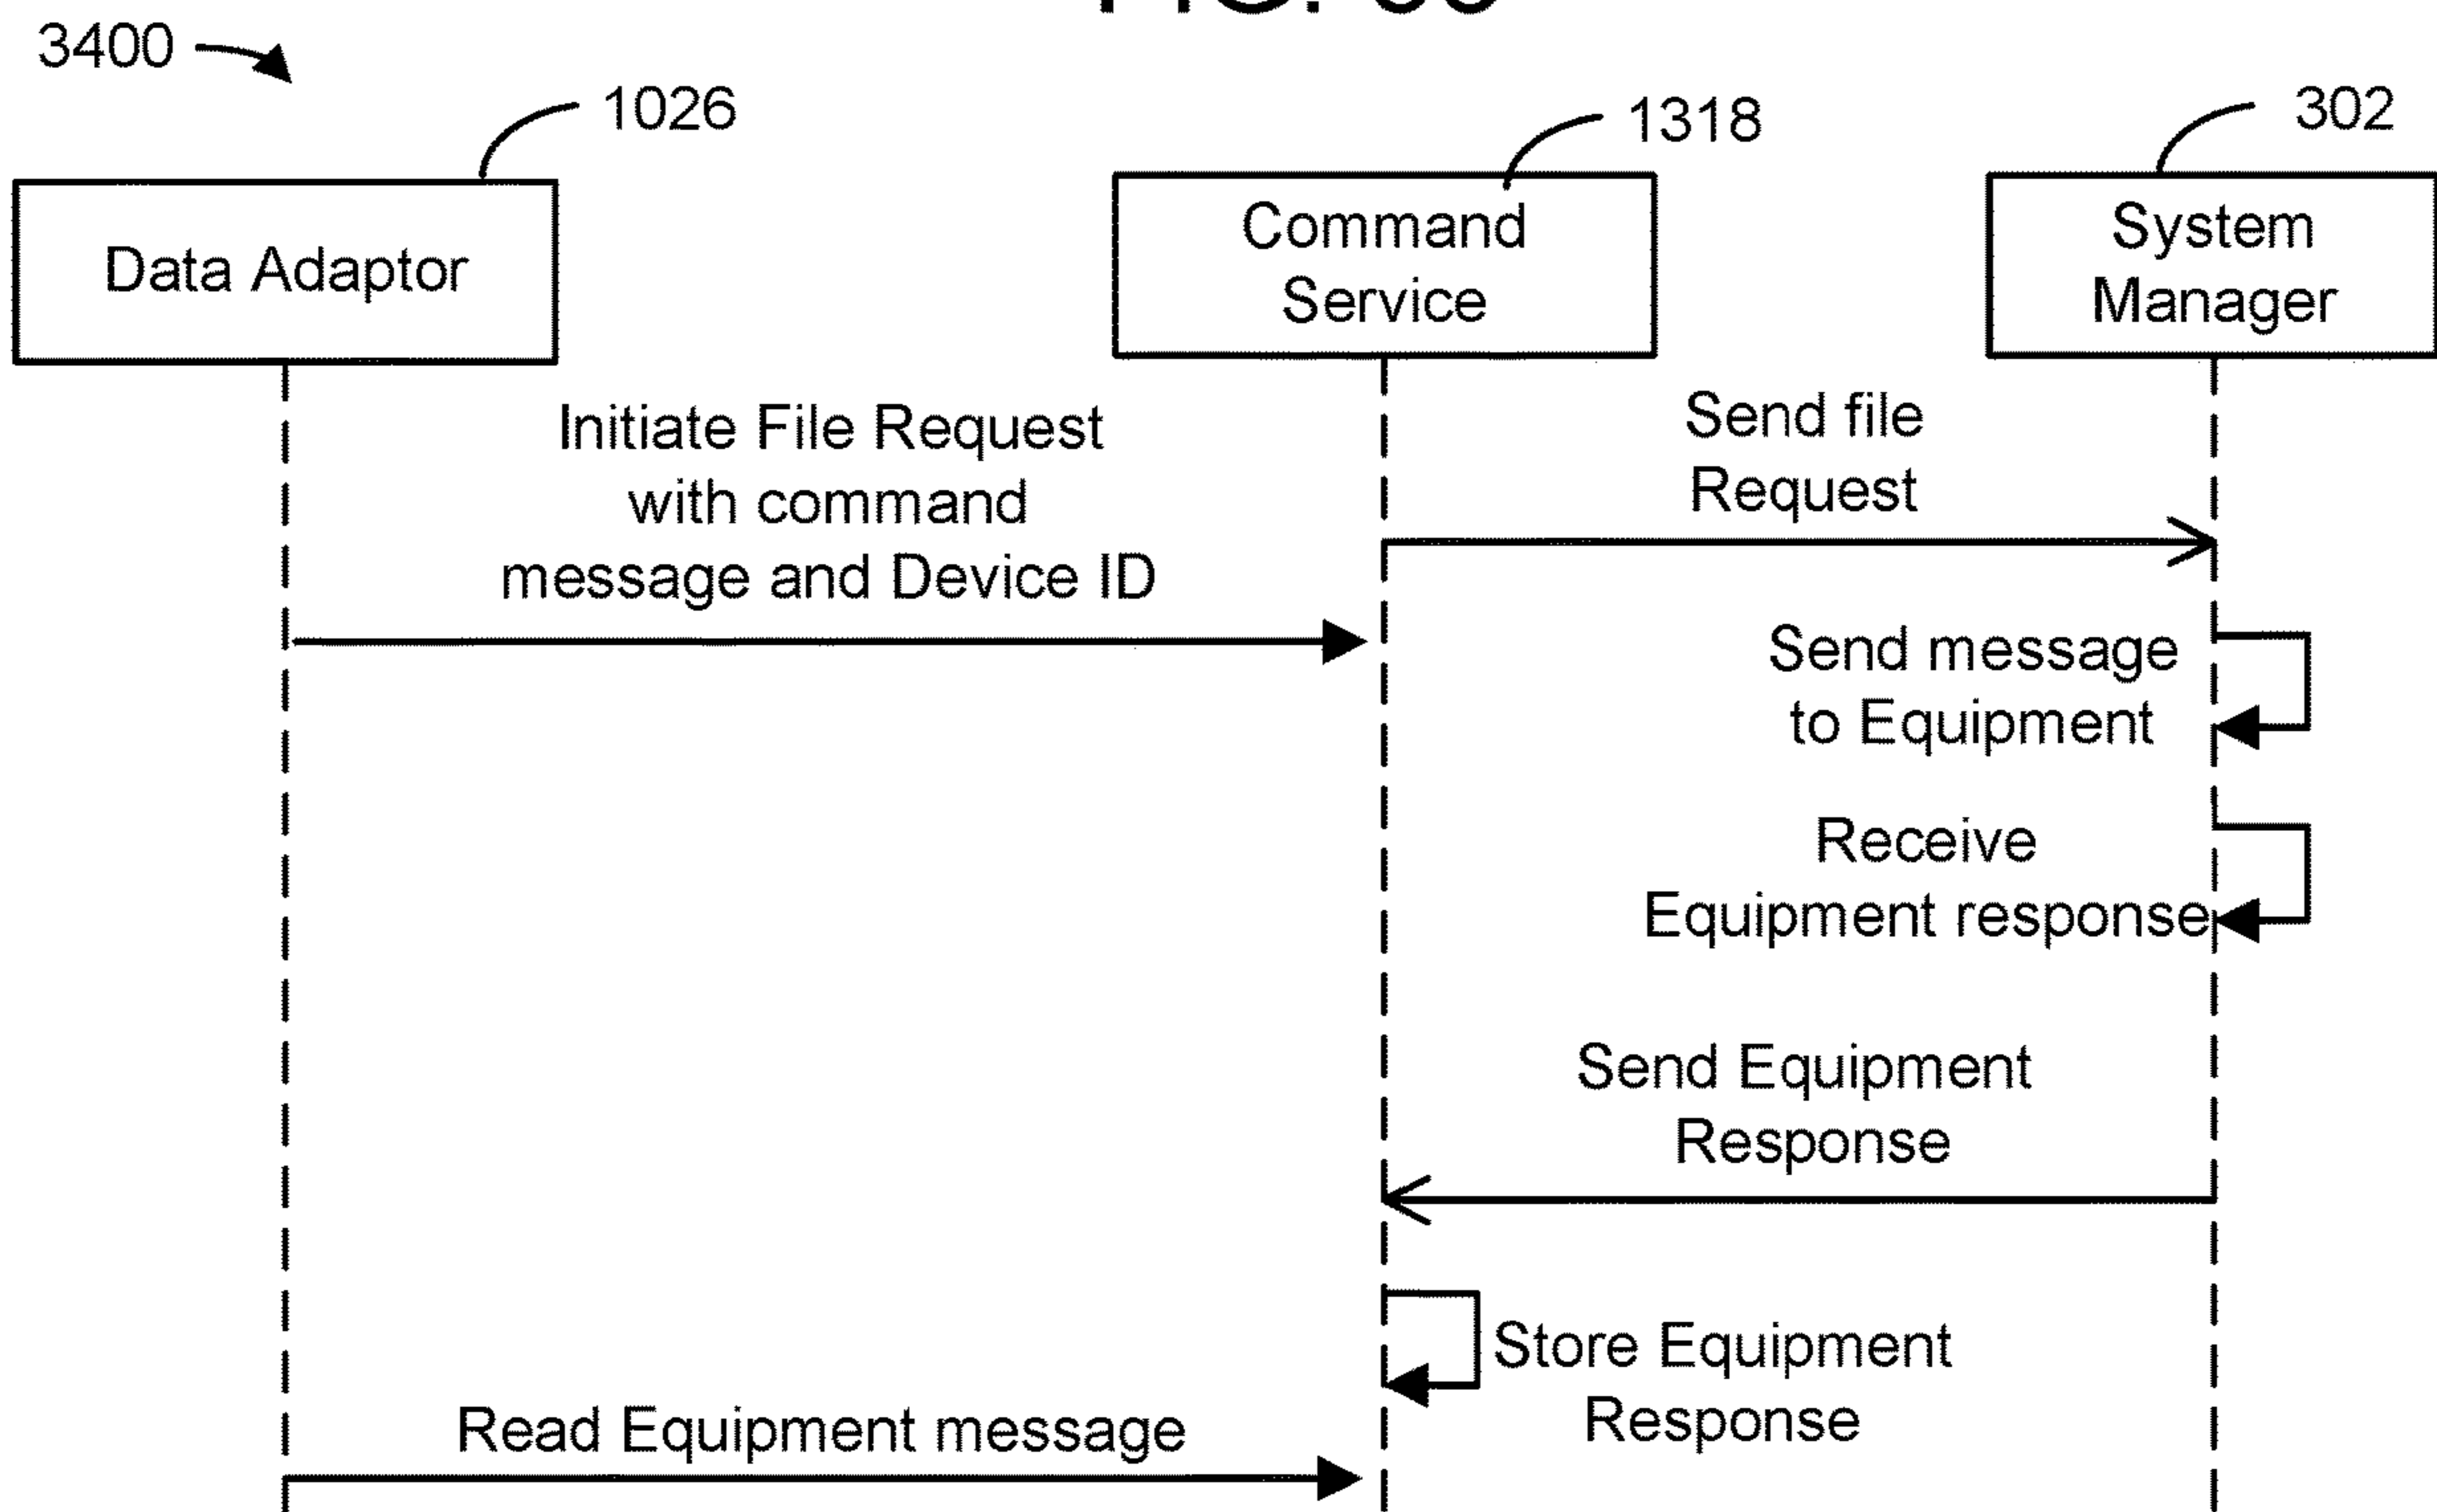 3400
1026
1318
302
Data Adaptor
Command
Service
System
Manager
Initiate File Request
with command
message and Device ID
Send file
Request
Send message
to Equipment
Receive
Equipment response
Send Equipment
Response
Store Equipment
Response
Read Equipment message